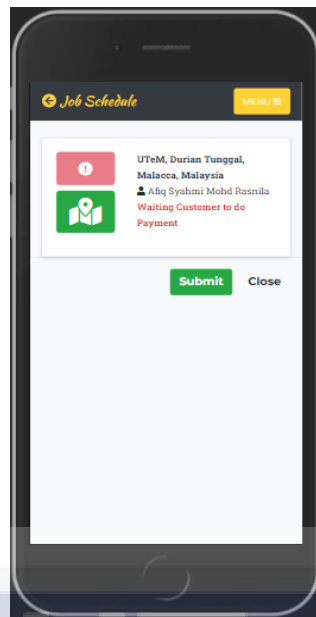 Job Schedule
MENU
UTeM, Durian Tunggal,
Malacca, Malaysia
Afiq Syahmi Mohd Rasnila
Waiting Customer to do
Payment
Submit Close